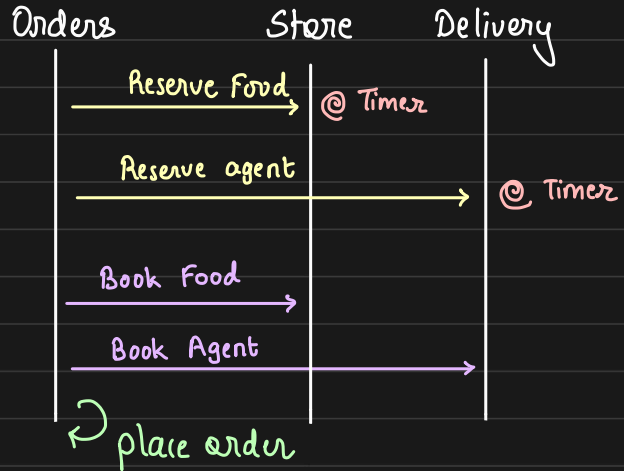 Orders Store Delivery
Reserve Food
@ Timer
Reserve agent
@ Timer
Book Food
Book Agent
place order